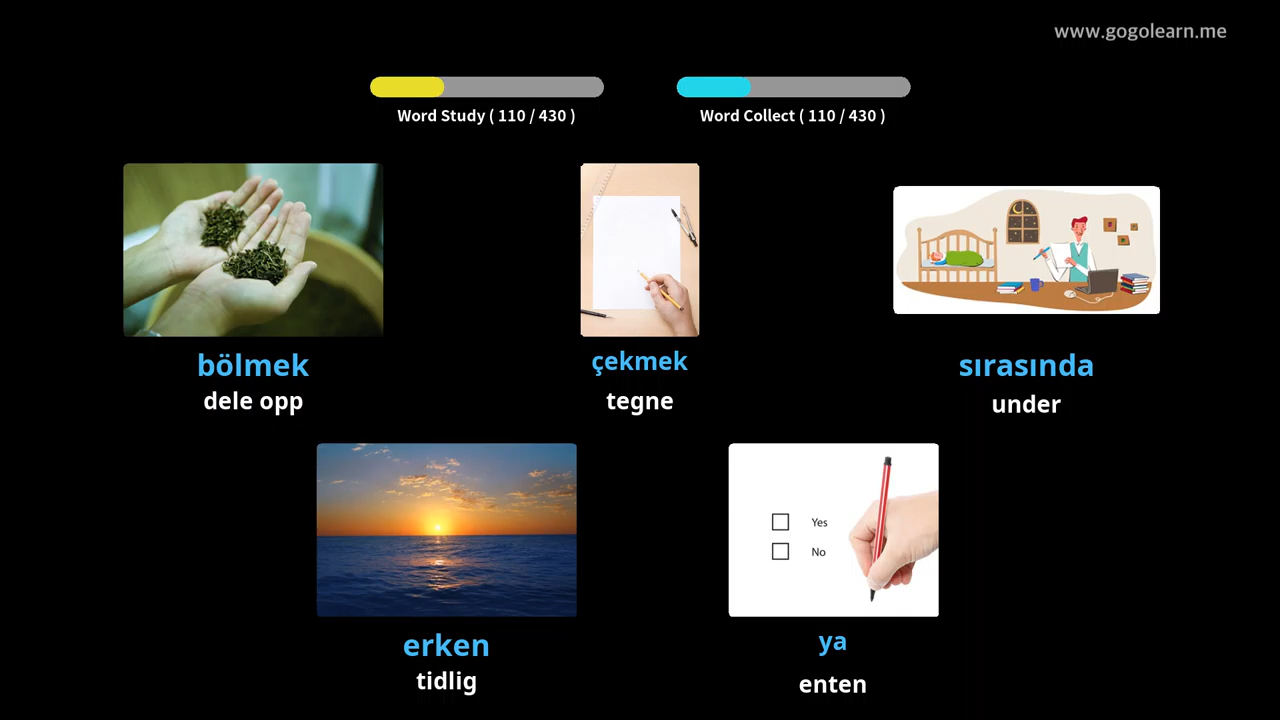 www.gogolearn.me
Word Study ( 110 / 430 )
Word Collect ( 110 / 430 )
bölmek
dele opp
çekmek
tegne
sırasında
under
Yes
No
erken
tidlig
ya
enten